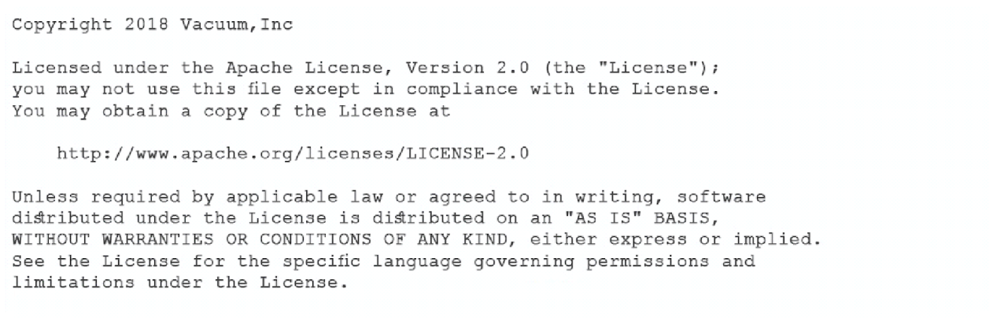 Copyright 2018 Vacuum,Inc
Licensed under the Apache License, Version 2.0 (the "License");
you may not use this file except in compliance with the License.
You may obtain a copy of the License at
http://www.apache.org/licenses/LICENSE-2.0
Unless required by applicable law or agreed to in writing, software
distributed under the License is distributed on an "AS IS" BASIS,
WITHOUT WARRANTIES OR CONDITIONS OF ANY KIND, either express or implied.
See the License for the specific language governing permissions and
limitations under the License.